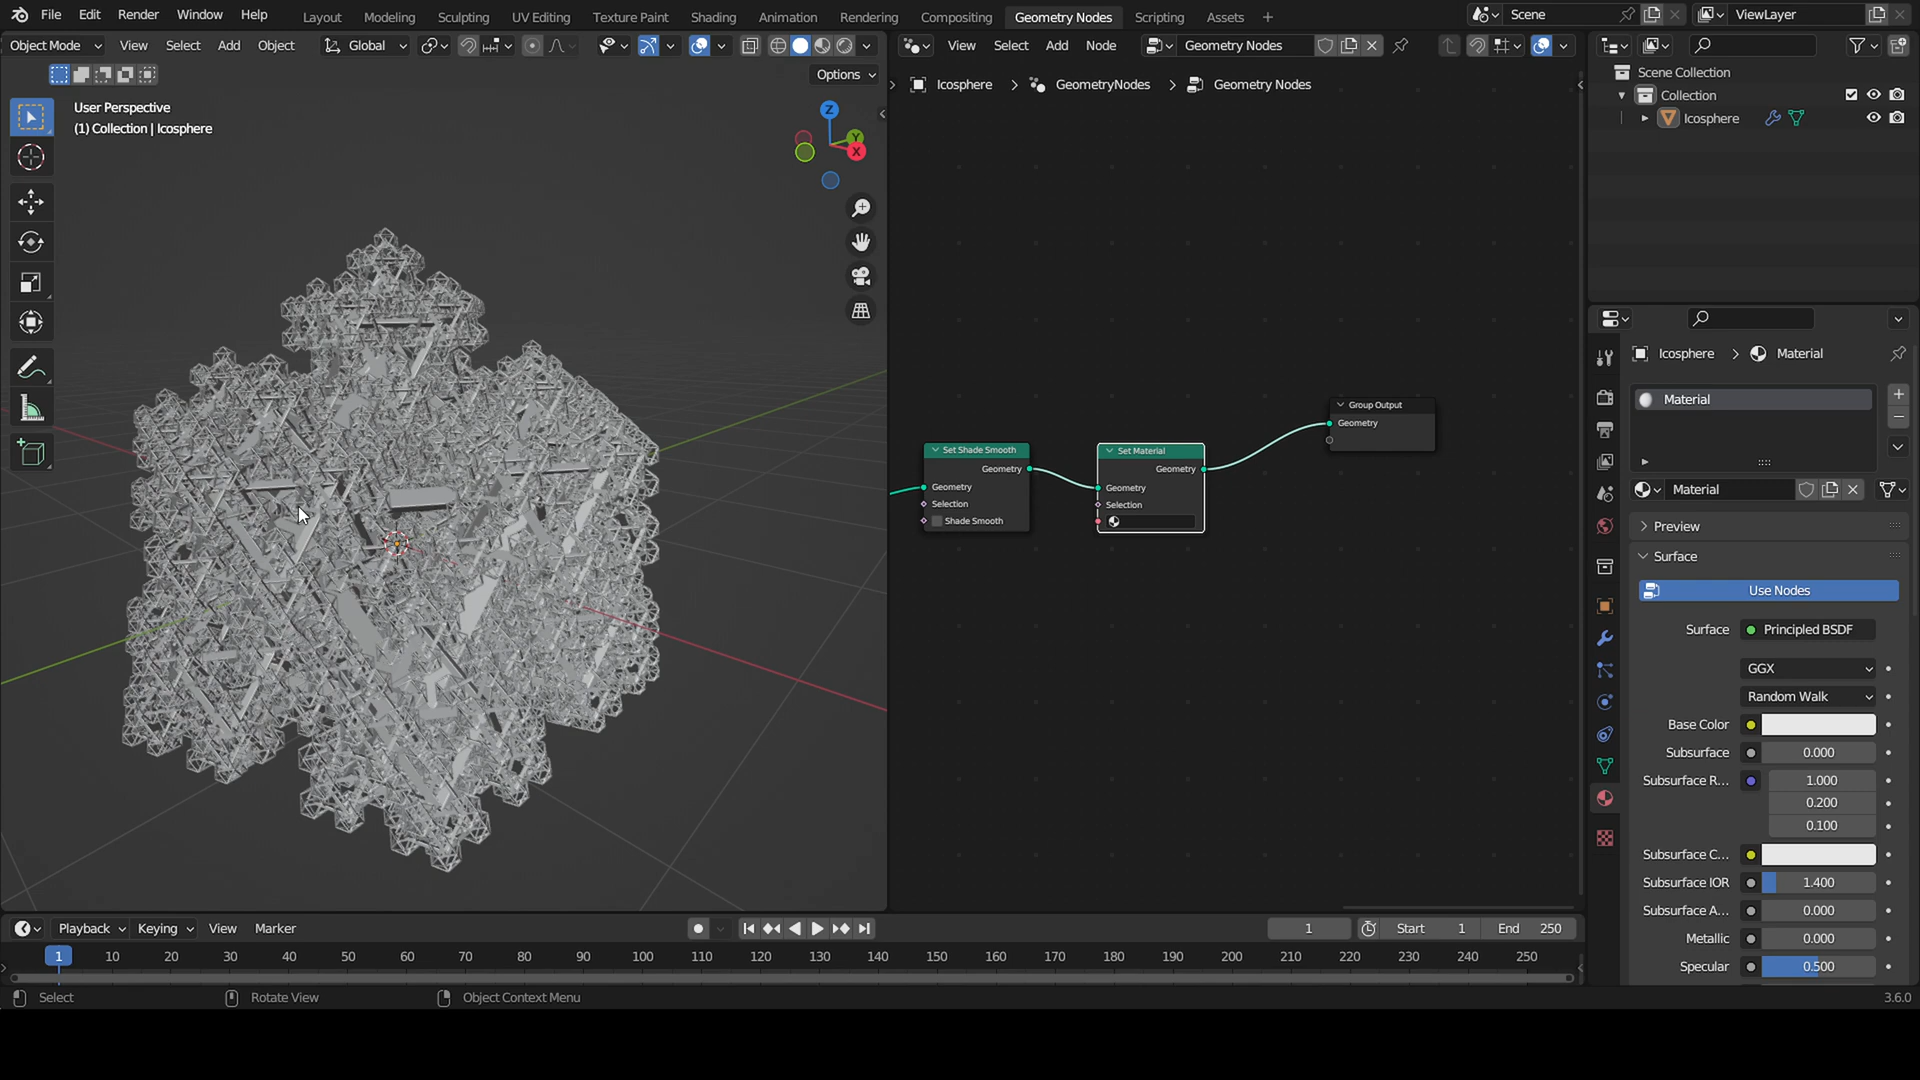 File Edit Render Window Help Layout Modeling Sculpting UV Editing Texture Paint Shading Animation Rendering Compositing Geometry Nodes Scripting Assets + Scene ViewLayer
Object Mode View Select Add Object Global View Select Add Node Geometry Nodes
Options
Icosphere > GeometryNodes > Geometry Nodes
User Perspective
(1) Collection | Icosphere
Z
Y
X
Set Shade Smooth
Geometry
Geometry
Selection
Shade Smooth
Set Material
Geometry
Geometry
Selection
Group Output
Geometry
Scene Collection
Collection
Icosphere
Icosphere > Material
Material
Material
Preview
Surface
Use Nodes
Surface Principled BSDF
GGX
Random Walk
Base Color
Subsurface 0.000
Subsurface R... 1.000
0.200
0.100
Subsurface C...
Subsurface IOR 1.400
Subsurface A... 0.000
Metallic 0.000
Specular 0.500
Playback Keying View Marker 1 Start 1 End 250
1 10 20 30 40 50 60 70 80 90 100 110 120 130 140 150 160 170 180 190 200 210 220 230 240 250
Select Rotate View Object Context Menu 3.6.0